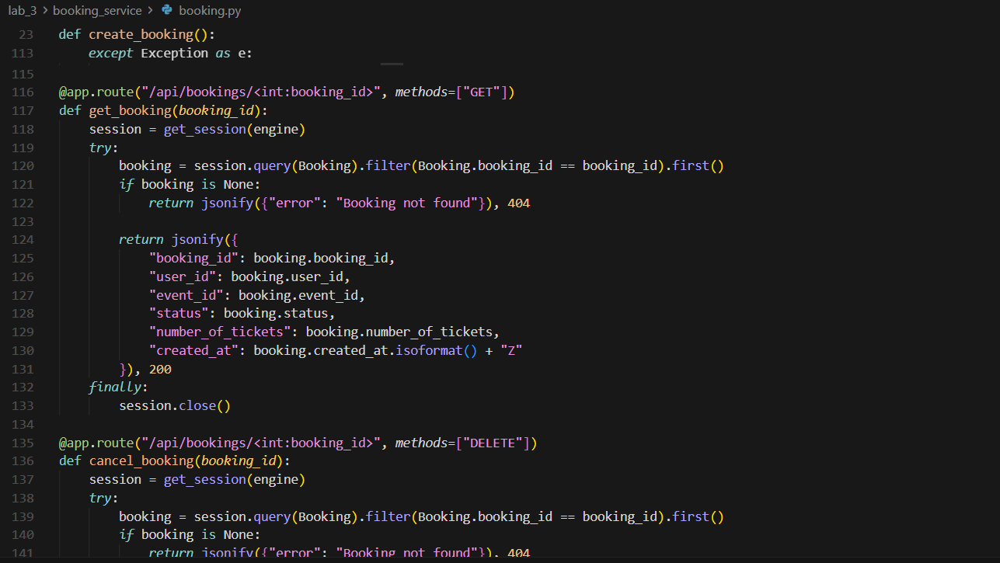 lab_3 > booking_service > booking.py
23 def create_booking():
113     except Exception as e:
115
116 @app.route("/api/bookings/<int:booking_id>", methods=["GET"])
117 def get_booking(booking_id):
118     session = get_session(engine)
119     try:
120         booking = session.query(Booking).filter(Booking.booking_id == booking_id).first()
121         if booking is None:
122             return jsonify({"error": "Booking not found"}), 404
123
124         return jsonify({
125             "booking_id": booking.booking_id,
126             "user_id": booking.user_id,
127             "event_id": booking.event_id,
128             "status": booking.status,
129             "number_of_tickets": booking.number_of_tickets,
130             "created_at": booking.created_at.isoformat() + "Z"
131         }), 200
132     finally:
133         session.close()
134
135 @app.route("/api/bookings/<int:booking_id>", methods=["DELETE"])
136 def cancel_booking(booking_id):
137     session = get_session(engine)
138     try:
139         booking = session.query(Booking).filter(Booking.booking_id == booking_id).first()
140         if booking is None:
141             return jsonify({"error": "Booking not found"}), 404